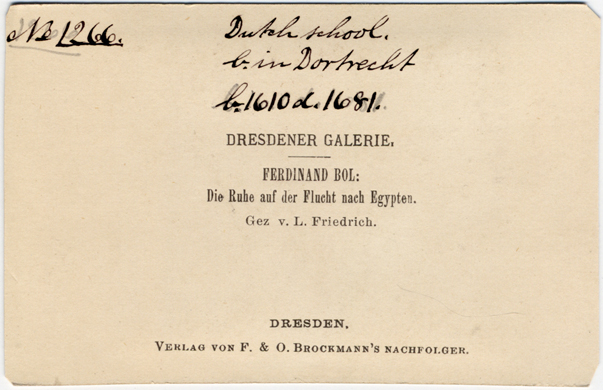 No 1266.
Dutch school.
b. in Dortrecht
b. 1610 d. 1681.
DRESDENER GALERIE.
FERDINAND BOL:
Die Ruhe auf der Flucht nach Egypten.
Gez v. L. Friedrich.
DRESDEN.
VERLAG VON F. & O. BROCKMANN'S NACHFOLGER.